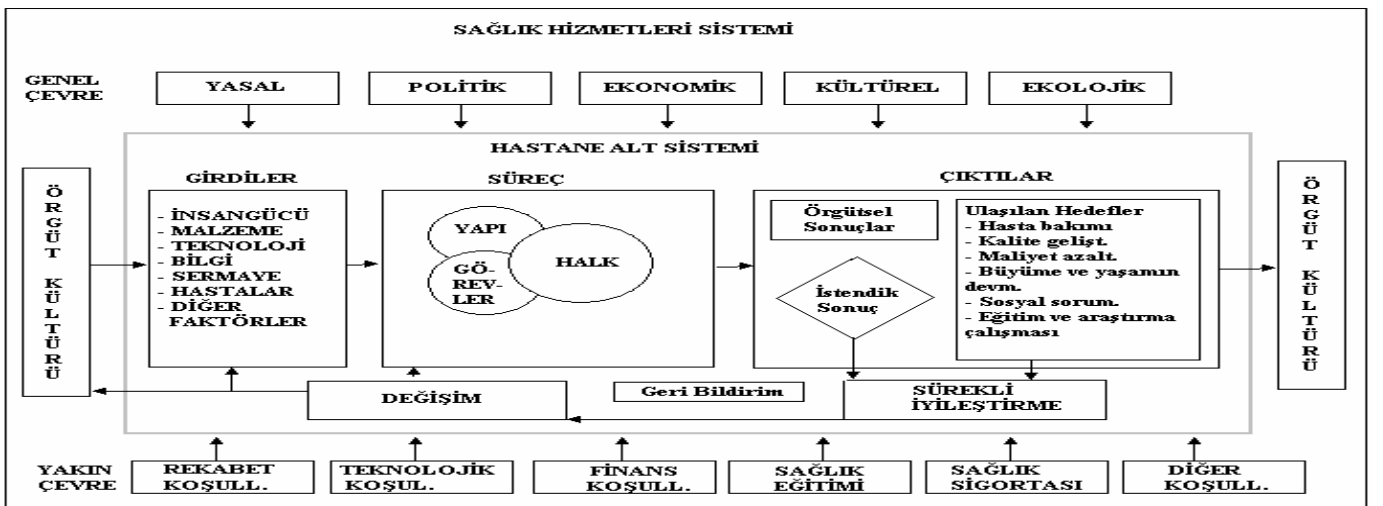 SAĞLIK HİZMETLERİ SİSTEMİ
GENEL
ÇEVRE
YASAL
POLİTİK
EKONOMİK
KÜLTÜREL
EKOLOJİK
HASTANE ALT SİSTEMİ
ÖRGÜT KÜLTÜRÜ
GİRDİLER
- İNSANGÜCÜ
- MALZEME
- TEKNOLOJİ
- BİLGİ
- SERMAYE
- HASTALAR
- DİĞER
FAKTÖRLER
SÜREÇ
YAPI
GÖ-
REV-
LER
HALK
ÇIKTILAR
Örgütsel
Sonuçlar
İstendik
Sonuç
Ulaşılan Hedefler
- Hasta bakımı
- Kalite gelişt.
- Maliyet azalt.
- Büyüme ve yaşamın
devm.
- Sosyal sorum.
- Eğitim ve araştırma
çalışması
ÖRGÜT KÜLTÜRÜ
DEĞİŞİM
Geri Bildirim
SÜREKLİ
İYİLEŞTİRME
YAKIN
ÇEVRE
REKABET
KOŞULL.
TEKNOLOJİK
KOŞUL.
FİNANS
KOŞULL.
SAĞLIK
EĞİTİMİ
SAĞLIK
SİGORTASI
DİĞER
KOŞULL.